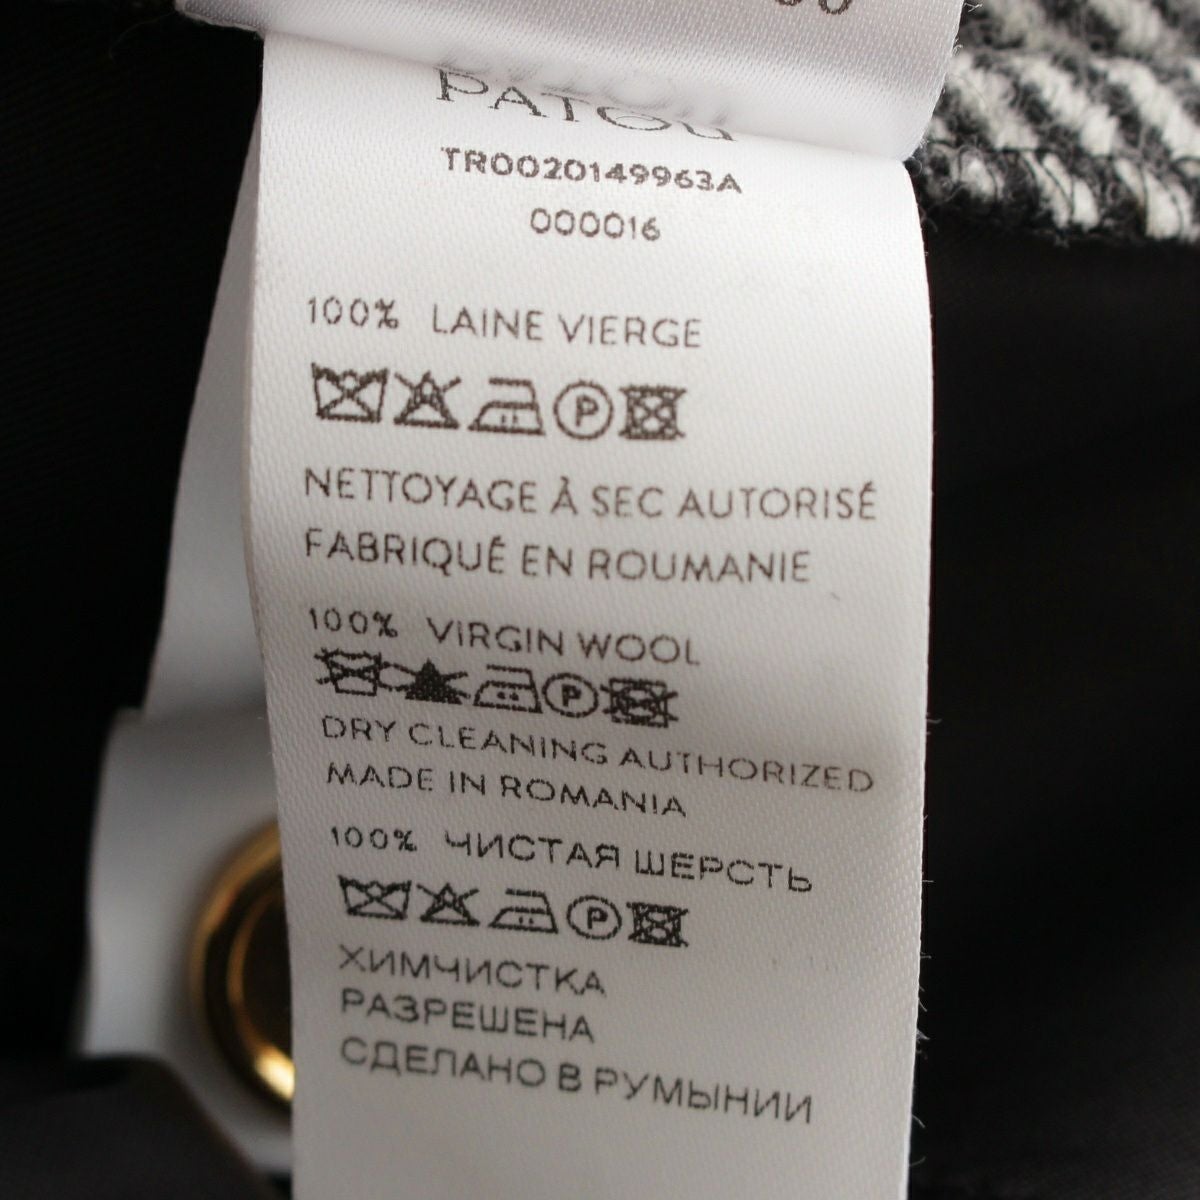 PATOU
TR0020149963A
000016
100% LAINE VIERGE
P
NETTOYAGE À SEC AUTORISÉ
FABRIQUÉ EN ROUMANIE
100% VIRGIN WOOL
P
DRY CLEANING AUTHORIZED
MADE IN ROMANIA
100% ЧИСТАЯ ШЕРСТЬ
P
ХИМЧИСТКА
РАЗРЕШЕНА
СДЕЛАНО В РУМЫНИИ